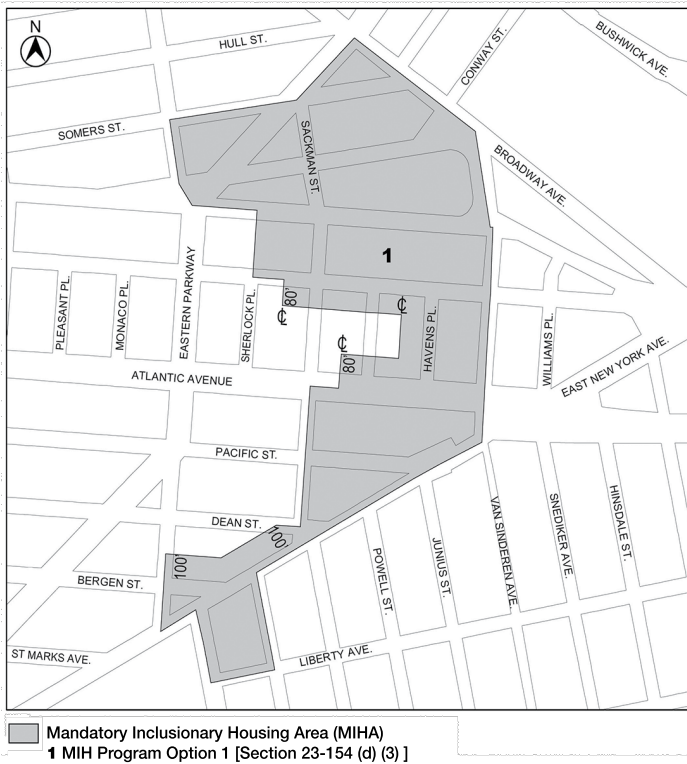 N
HULL ST.
CONWAY ST.
BUSHWICK AVE.
SOMERS ST.
SACKMAN ST.
BROADWAY AVE.
1
PLEASANT PL.
MONACO PL.
EASTERN PARKWAY
SHERLOCK PL.
80'
℄
℄
HAVENS PL.
WILLIAMS PL.
℄
80'
EAST NEW YORK AVE.
ATLANTIC AVENUE
PACIFIC ST.
DEAN ST.
100'
100'
BERGEN ST.
POWELL ST.
JUNIUS ST.
VAN SINDEREN AVE.
SNEDIKER AVE.
HINSDALE ST.
ST MARKS AVE.
LIBERTY AVE.
Mandatory Inclusionary Housing Area (MIHA)
1 MIH Program Option 1 [Section 23-154 (d) (3) ]